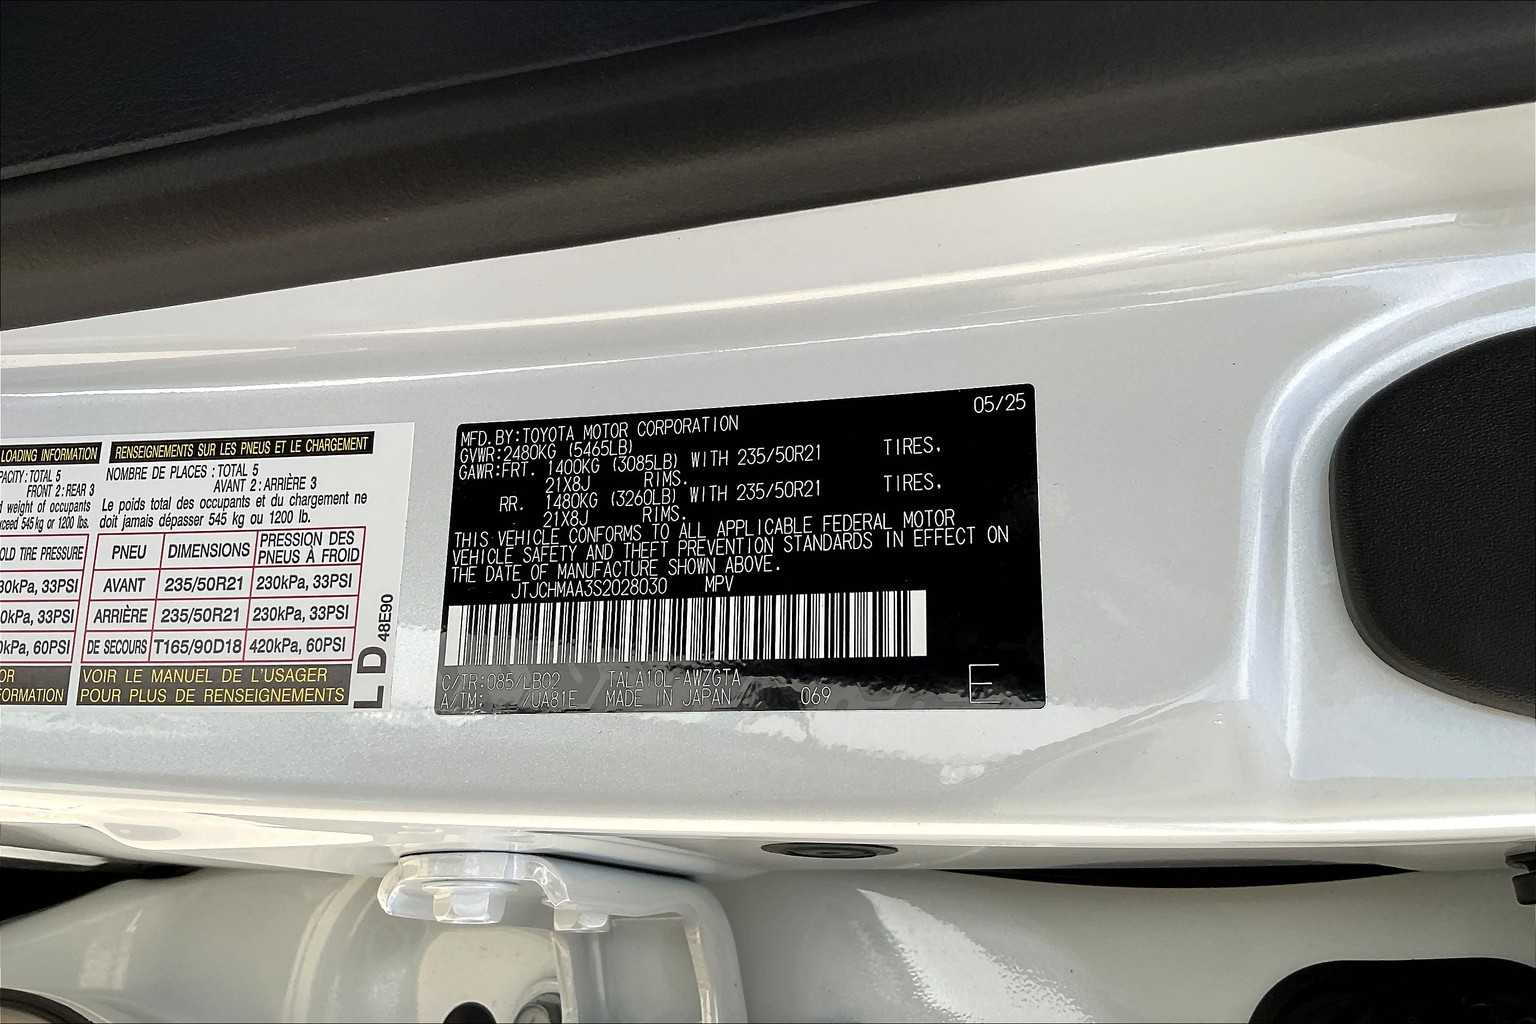 LOADING INFORMATION
PACITY: TOTAL 5
FRONT 2: REAR 3
weight of occupants
xceed 545 kg or 1200 lbs.
OLD TIRE PRESSURE
30kPa, 33PSI
0kPa, 33PSI
0kPa, 60PSI
OR
FORMATION
RENSEIGNEMENTS SUR LES PNEUS ET LE CHARGEMENT
NOMBRE DE PLACES : TOTAL 5
AVANT 2 : ARRIÈRE 3
Le poids total des occupants et du chargement ne
doit jamais dépasser 545 kg ou 1200 lb.
PNEU DIMENSIONS PRESSION DES PNEUS À FROID
AVANT 235/50R21 230kPa, 33PSI
ARRIÈRE 235/50R21 230kPa, 33PSI
DE SECOURS T165/90D18 420kPa, 60PSI
VOIR LE MANUEL DE L'USAGER
POUR PLUS DE RENSEIGNEMENTS
LD 48E90
05/25
MFD. BY: TOYOTA MOTOR CORPORATION
GVWR: 2480KG (5465LB)
GAWR: FRT. 1400KG (3085LB) WITH 235/50R21 TIRES,
21X8J RIMS.
RR. 1480KG (3260LB) WITH 235/50R21 TIRES,
21X8J RIMS.
THIS VEHICLE CONFORMS TO ALL APPLICABLE FEDERAL MOTOR
VEHICLE SAFETY AND THEFT PREVENTION STANDARDS IN EFFECT ON
THE DATE OF MANUFACTURE SHOWN ABOVE.
JTJCHMAA3S2028030 MPV
C/TR: 085/LB02 TALA10L-AWZGTA
A/TM: /UA81E MADE IN JAPAN 069 E